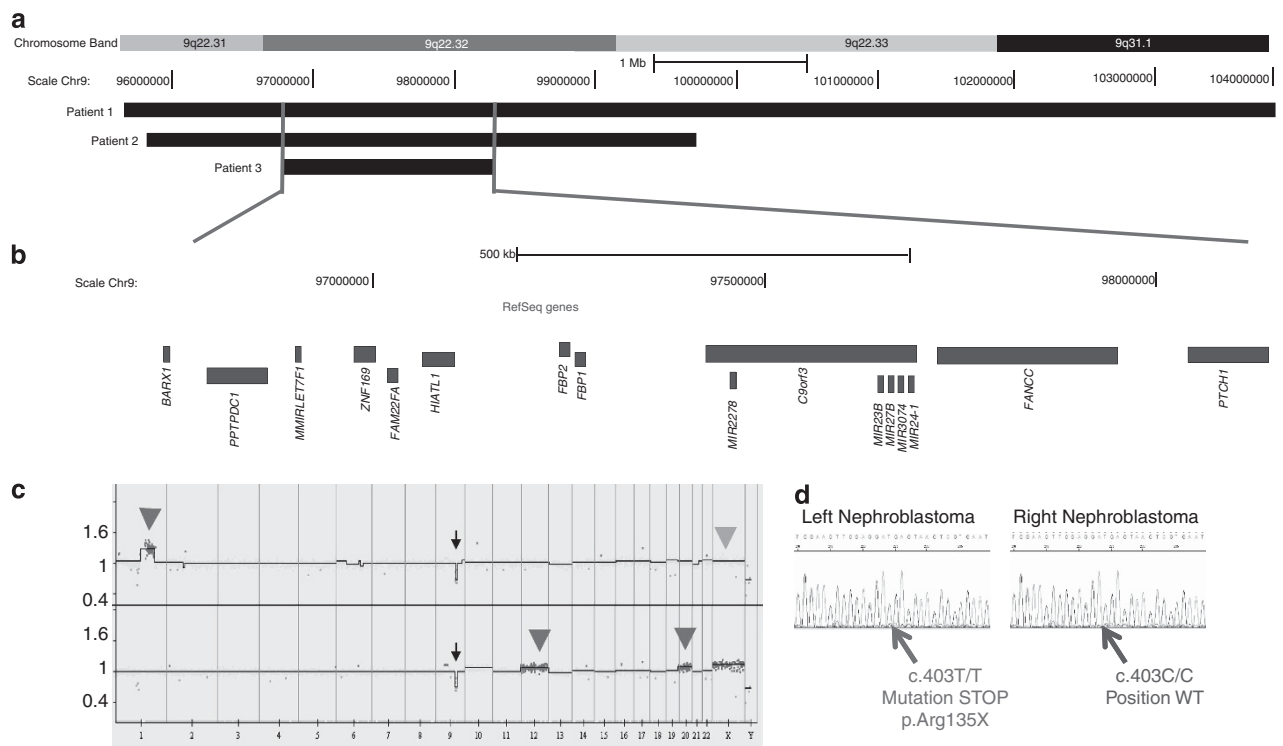 a
Chromosome Band 9q22.31 9q22.32 9q22.33 9q31.1
1 Mb
Scale Chr9: 96000000 97000000 98000000 99000000 100000000 101000000 102000000 103000000 104000000
Patient 1
Patient 2
Patient 3
b
500 kb
Scale Chr9: 97000000 97500000 98000000
RefSeq genes
BARX1
PPTPDC1
MMIRLET7F1
ZNF169
FAM22FA
HIATL1
FBP2
FBP1
MIR2278
C9orf3
MIR23B
MIR27B
MIR3074
MIR24-1
FANCC
PTCH1
c
1.6
1
0.4
1.6
1
0.4
1 2 3 4 5 6 7 8 9 10 11 12 13 14 15 16 17 18 19 20 21 22 X Y
d
Left Nephroblastoma Right Nephroblastoma
c.403T/T
Mutation STOP
p.Arg135X
c.403C/C
Position WT